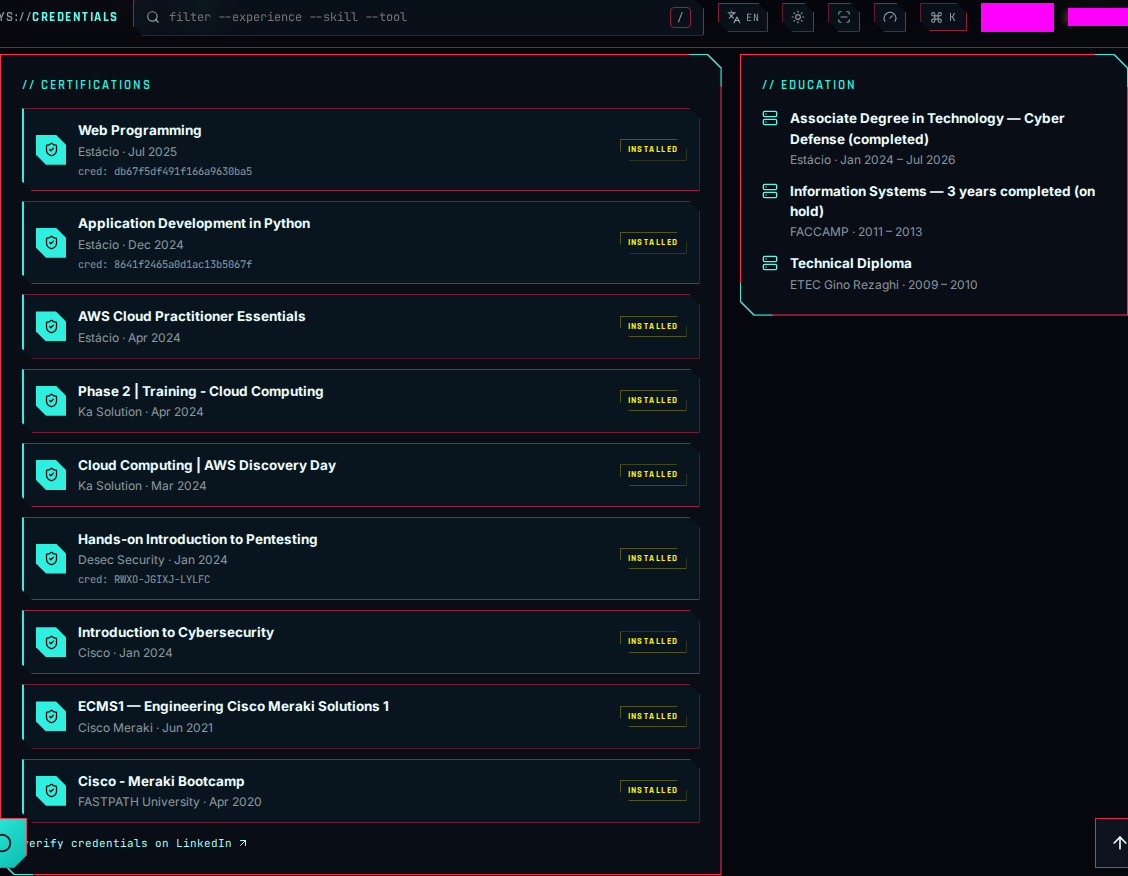 YS://CREDENTIALS
filter --experience --skill --tool
/
EN
⌘ K
// CERTIFICATIONS
Web Programming
Estácio · Jul 2025
cred: db67f5df491f166a9630ba5
INSTALLED
Application Development in Python
Estácio · Dec 2024
cred: 8641f2465a0d1ac13b5067f
INSTALLED
AWS Cloud Practitioner Essentials
Estácio · Apr 2024
INSTALLED
Phase 2 | Training - Cloud Computing
Ka Solution · Apr 2024
INSTALLED
Cloud Computing | AWS Discovery Day
Ka Solution · Mar 2024
INSTALLED
Hands-on Introduction to Pentesting
Desec Security · Jan 2024
cred: RWXO-JGIXJ-LYLFC
INSTALLED
Introduction to Cybersecurity
Cisco · Jan 2024
INSTALLED
ECMS1 — Engineering Cisco Meraki Solutions 1
Cisco Meraki · Jun 2021
INSTALLED
Cisco - Meraki Bootcamp
FASTPATH University · Apr 2020
INSTALLED
erify credentials on LinkedIn ↗
// EDUCATION
Associate Degree in Technology — Cyber
Defense (completed)
Estácio · Jan 2024 – Jul 2026
Information Systems — 3 years completed (on
hold)
FACCAMP · 2011 – 2013
Technical Diploma
ETEC Gino Rezaghi · 2009 – 2010